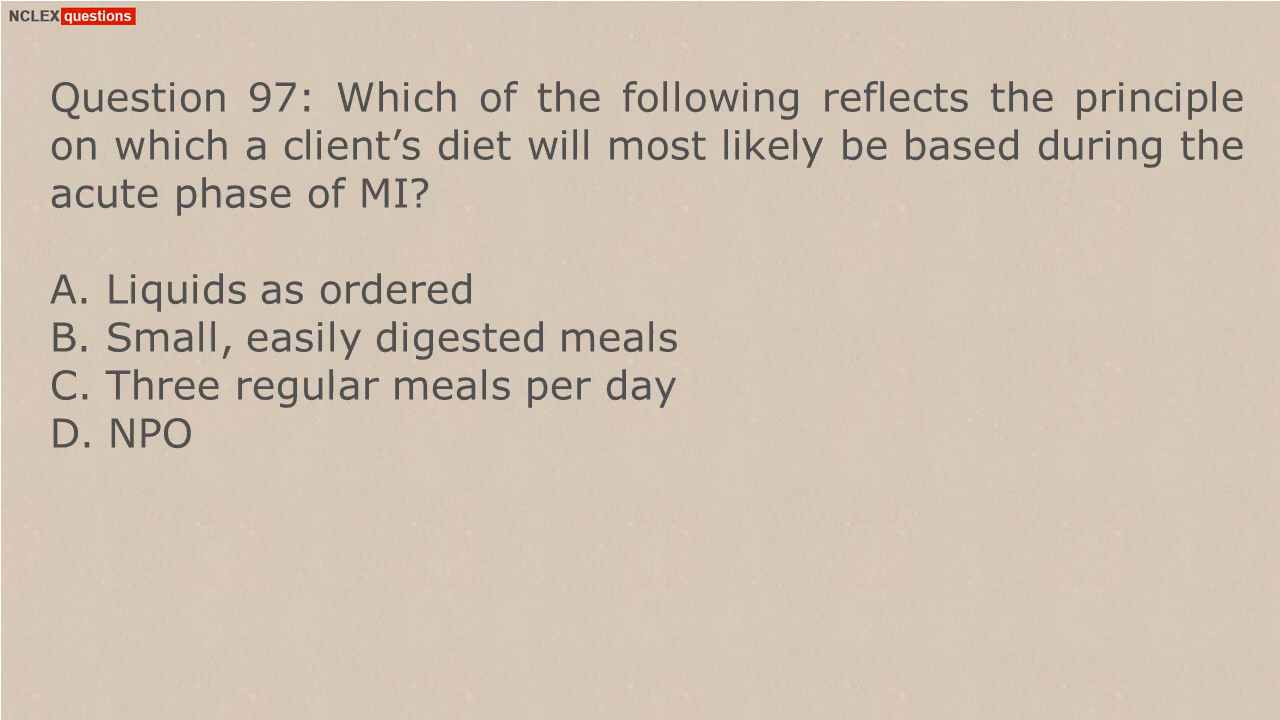 NCLEX questions
Question 97: Which of the following reflects the principle
on which a client’s diet will most likely be based during the
acute phase of MI?
A. Liquids as ordered
B. Small, easily digested meals
C. Three regular meals per day
D. NPO